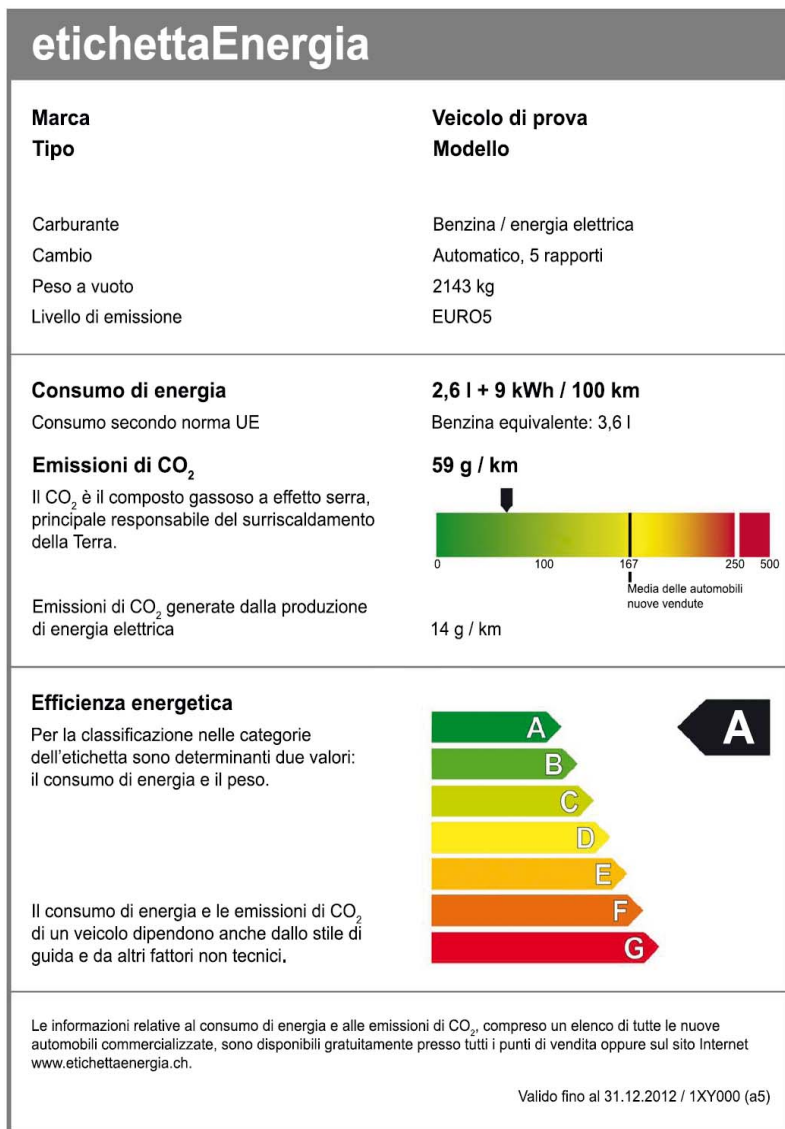 etichettaEnergia
Marca Veicolo di prova
Tipo Modello
Carburante Benzina / energia elettrica
Cambio Automatico, 5 rapporti
Peso a vuoto 2143 kg
Livello di emissione EURO5
Consumo di energia 2,6 l + 9 kWh / 100 km
Consumo secondo norma UE Benzina equivalente: 3,6 l
Emissioni di CO₂ 59 g / km
Il CO₂ è il composto gassoso a effetto serra,
principale responsabile del surriscaldamento
della Terra.
0 100 167 250 500
Media delle automobili
nuove vendute
Emissioni di CO₂ generate dalla produzione
di energia elettrica 14 g / km
Efficienza energetica
Per la classificazione nelle categorie
dell'etichetta sono determinanti due valori:
il consumo di energia e il peso.
A A
B
C
D
E
F
G
Il consumo di energia e le emissioni di CO₂
di un veicolo dipendono anche dallo stile di
guida e da altri fattori non tecnici.
Le informazioni relative al consumo di energia e alle emissioni di CO₂, compreso un elenco di tutte le nuove
automobili commercializzate, sono disponibili gratuitamente presso tutti i punti di vendita oppure sul sito Internet
www.etichettaenergia.ch.
Valido fino al 31.12.2012 / 1XY000 (a5)